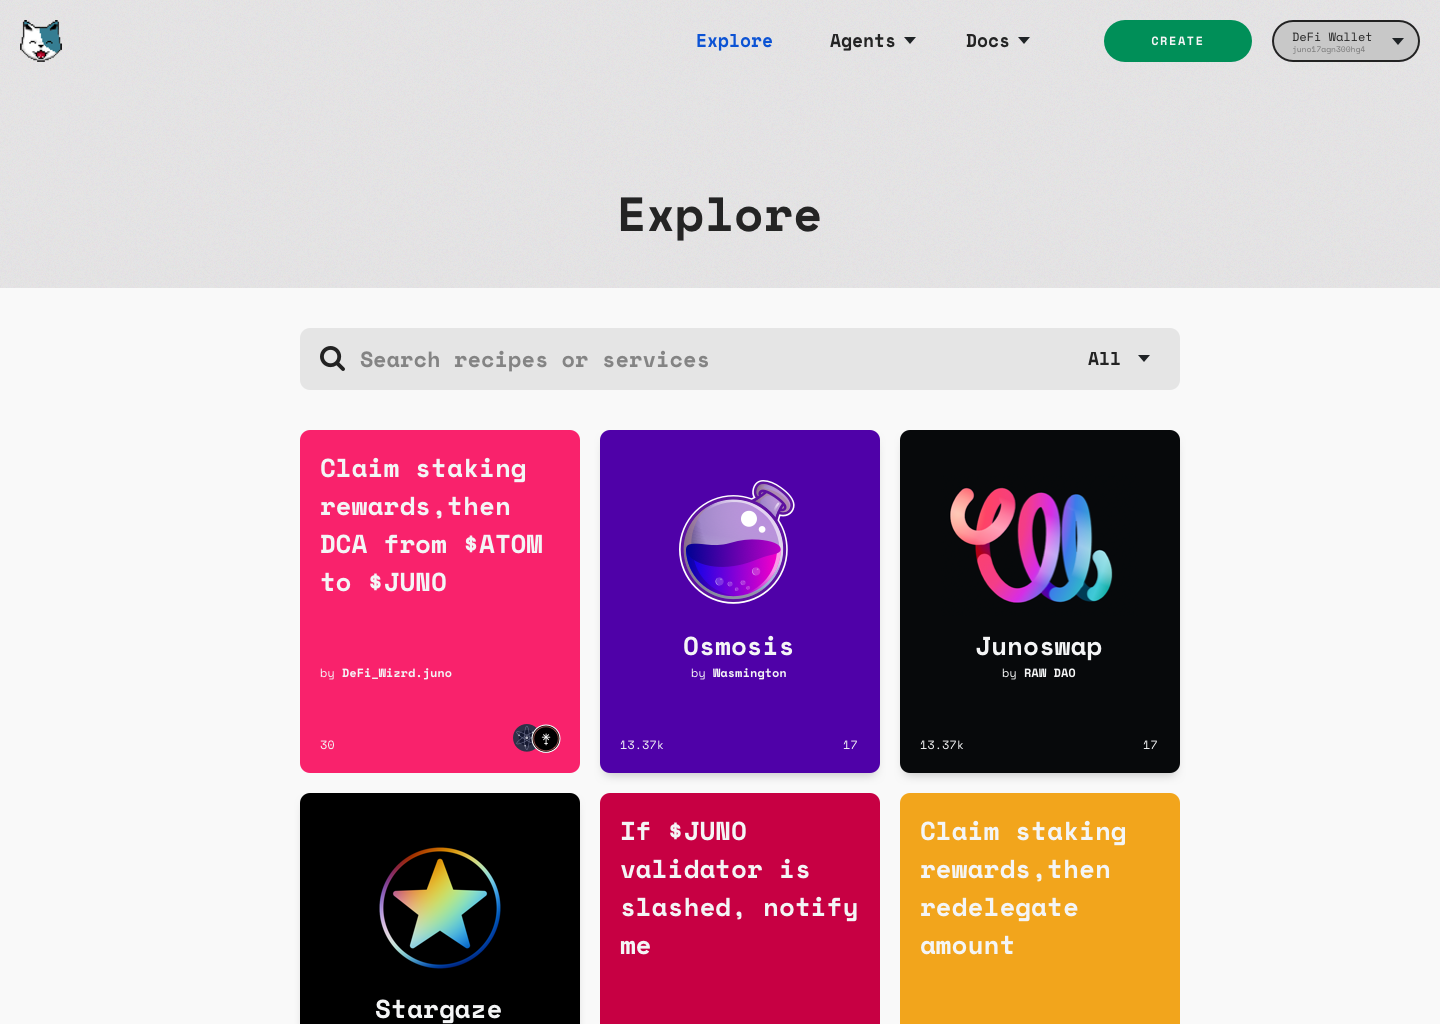 Explore
Agents
Docs
CREATE
DeFi Wallet
juno17agn300hg4
Explore
Search recipes or services
All
Claim staking
rewards,then
DCA from $ATOM
to $JUNO
by DeFi_Wizrd.juno
30
Osmosis
by Wasmington
13.37k
17
Junoswap
by RAW DAO
13.37k
17
Stargaze
If $JUNO
validator is
slashed, notify
me
Claim staking
rewards,then
redelegate
amount